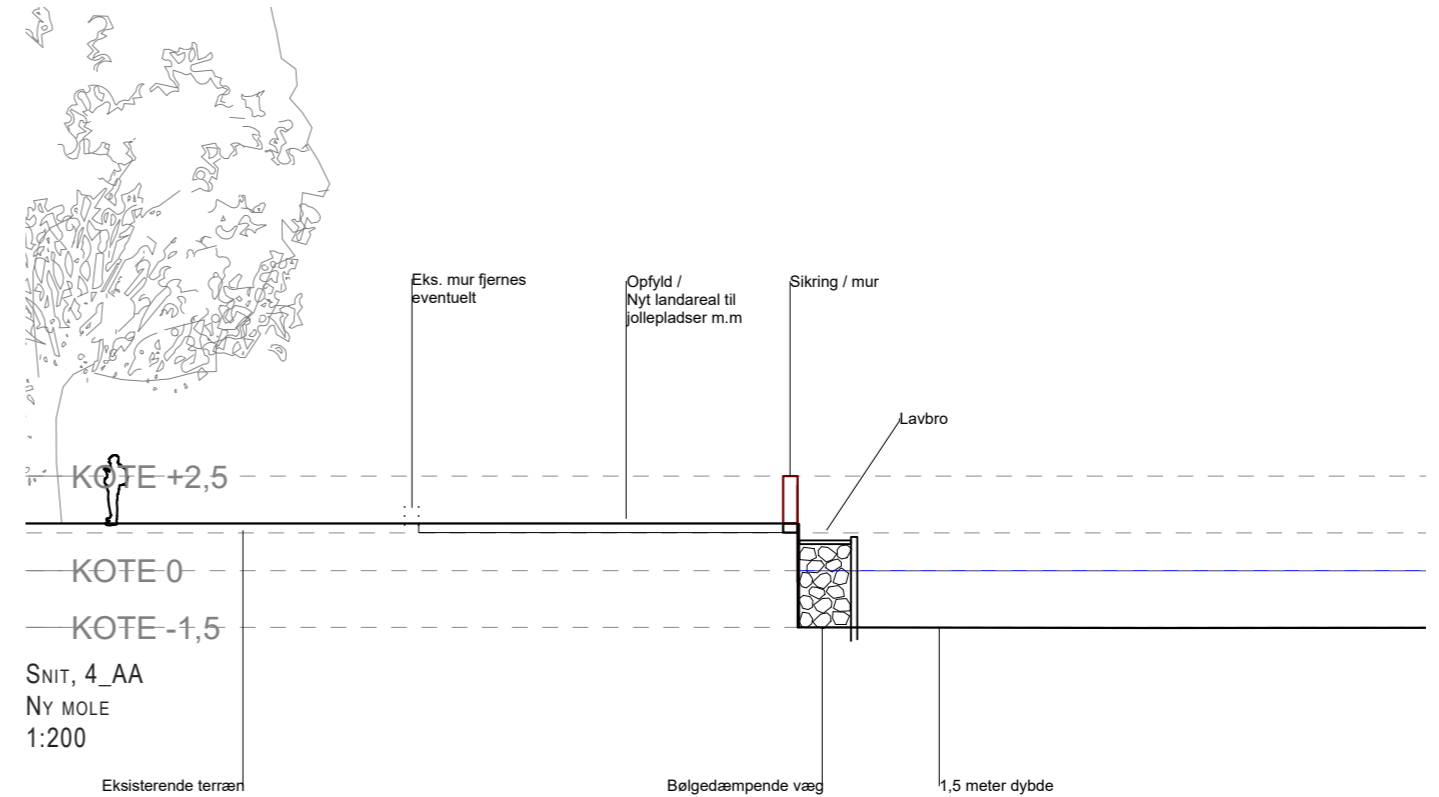 Eks. mur fjernes
eventuelt
Opfyld /
Nyt landareal til
jollepladser m.m
Sikring / mur
Lavbro
KOTE +2,5
KOTE 0
KOTE -1,5
Snit, 4_AA
Ny mole
1:200
Eksisterende terræn
Bølgedæmpende væg
1,5 meter dybde